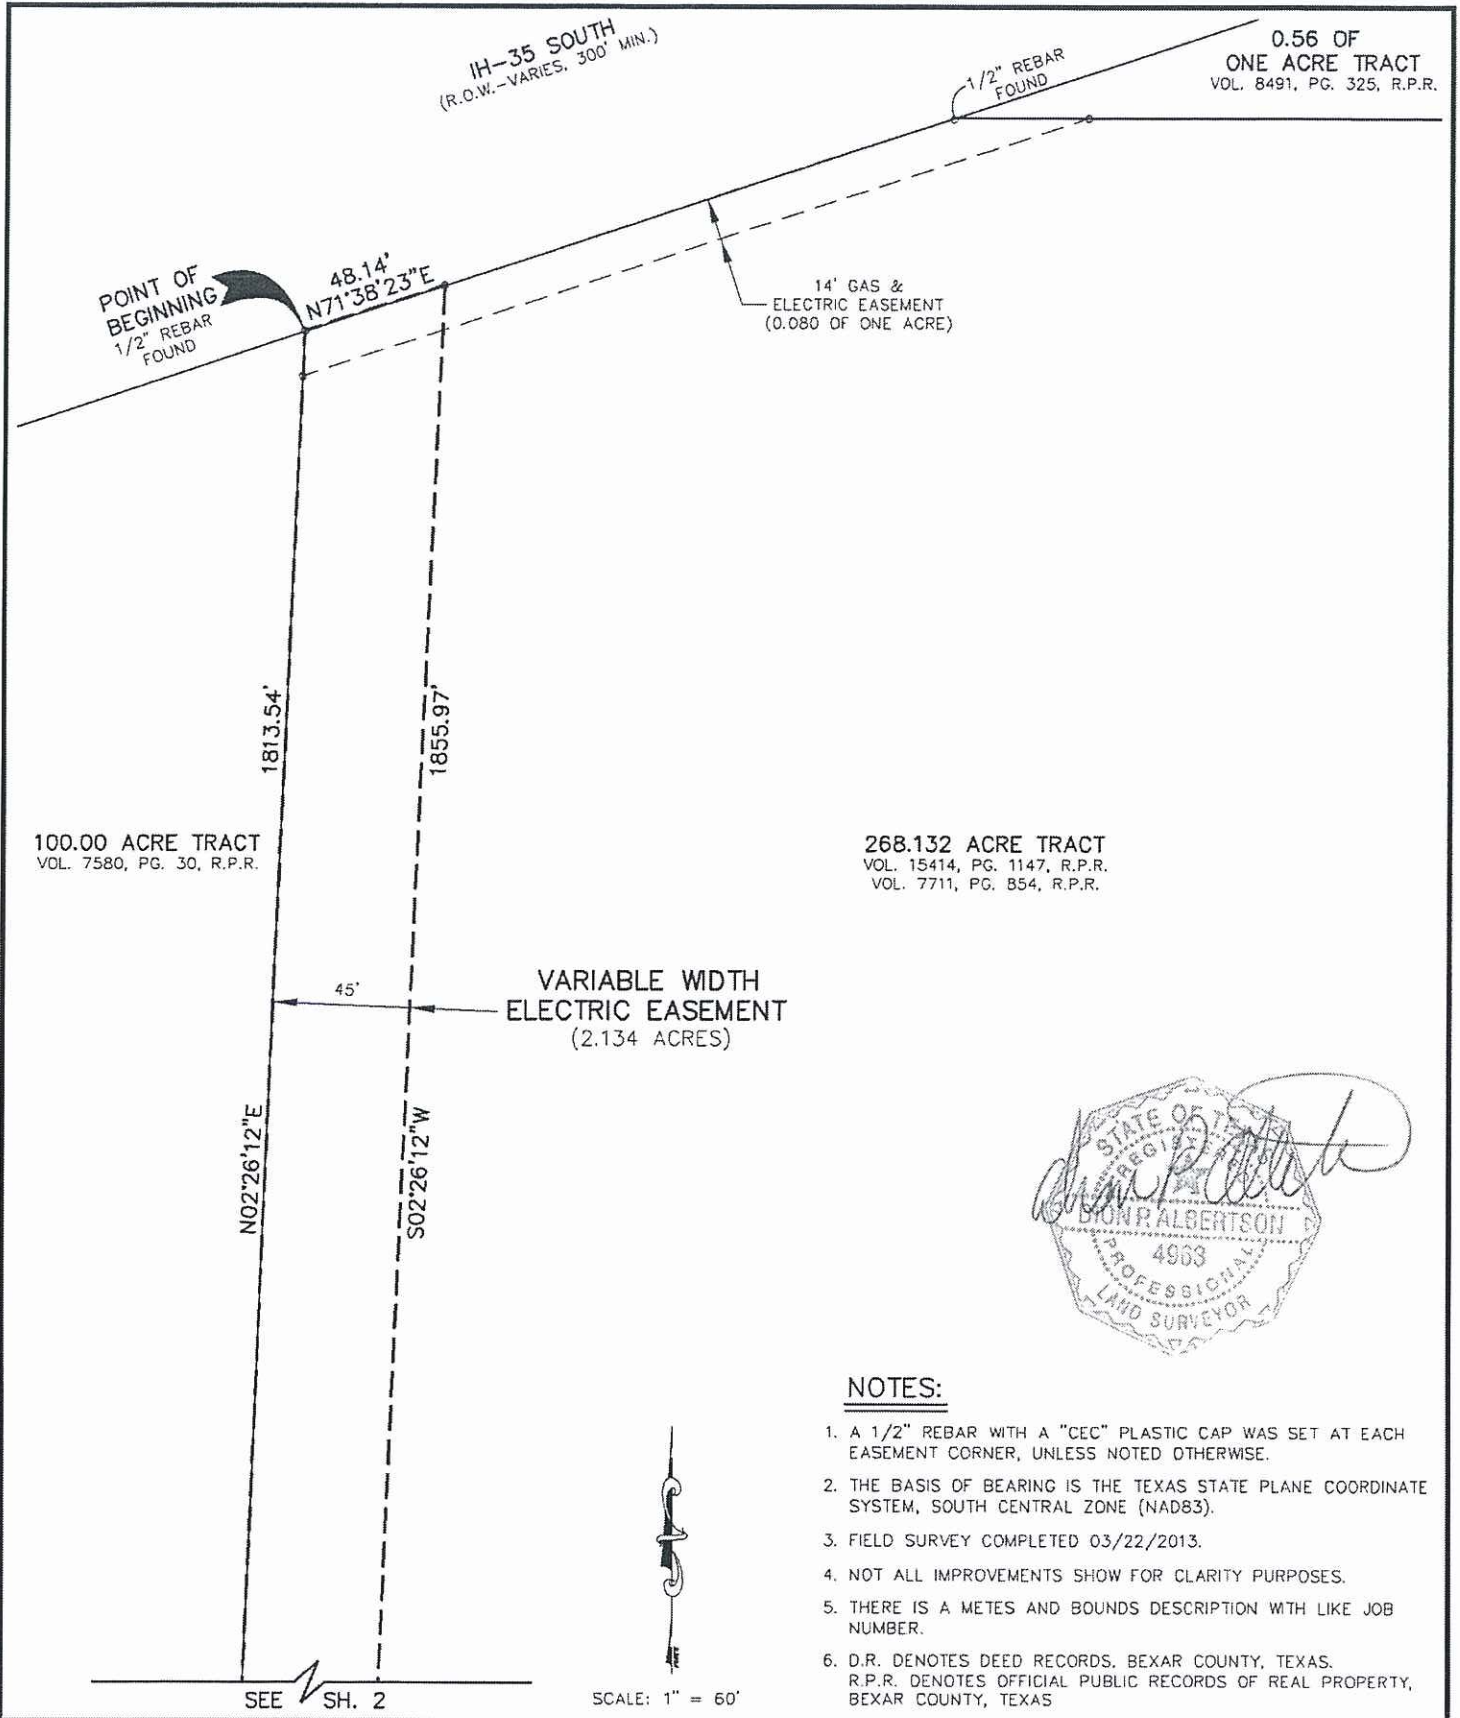 IH-35 SOUTH
(R.O.W.-VARIES, 300' MIN.)
1/2" REBAR
FOUND
0.56 OF
ONE ACRE TRACT
VOL. 8491, PG. 325, R.P.R.
POINT OF
BEGINNING
1/2" REBAR
FOUND
48.14'
N71°38'23"E
14' GAS &
ELECTRIC EASEMENT
(0.080 OF ONE ACRE)
1813.54'
1855.97'
100.00 ACRE TRACT
VOL. 7580, PG. 30, R.P.R.
268.132 ACRE TRACT
VOL. 15414, PG. 1147, R.P.R.
VOL. 7711, PG. 854, R.P.R.
45'
VARIABLE WIDTH
ELECTRIC EASEMENT
(2.134 ACRES)
N02°26'12"E
S02°26'12"W
STATE OF TEXAS
REGISTERED
DION P. ALBERTSON
4963
PROFESSIONAL
LAND SURVEYOR
NOTES:
1. A 1/2" REBAR WITH A "CEC" PLASTIC CAP WAS SET AT EACH
EASEMENT CORNER, UNLESS NOTED OTHERWISE.
2. THE BASIS OF BEARING IS THE TEXAS STATE PLANE COORDINATE
SYSTEM, SOUTH CENTRAL ZONE (NAD83).
3. FIELD SURVEY COMPLETED 03/22/2013.
4. NOT ALL IMPROVEMENTS SHOW FOR CLARITY PURPOSES.
5. THERE IS A METES AND BOUNDS DESCRIPTION WITH LIKE JOB
NUMBER.
6. D.R. DENOTES DEED RECORDS, BEXAR COUNTY, TEXAS.
R.P.R. DENOTES OFFICIAL PUBLIC RECORDS OF REAL PROPERTY,
BEXAR COUNTY, TEXAS
SEE SH. 2
SCALE: 1" = 60'